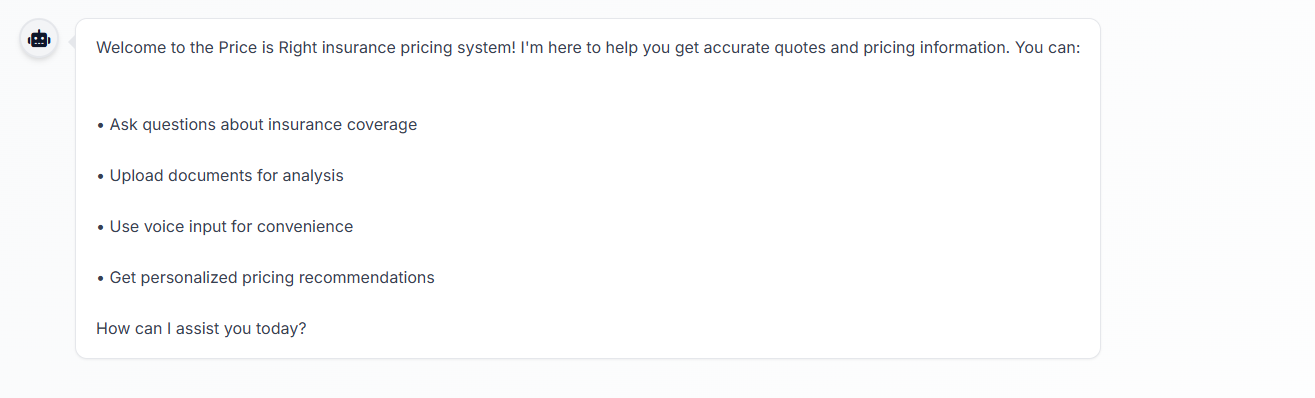 Welcome to the Price is Right insurance pricing system! I'm here to help you get accurate quotes and pricing information. You can:
• Ask questions about insurance coverage
• Upload documents for analysis
• Use voice input for convenience
• Get personalized pricing recommendations
How can I assist you today?